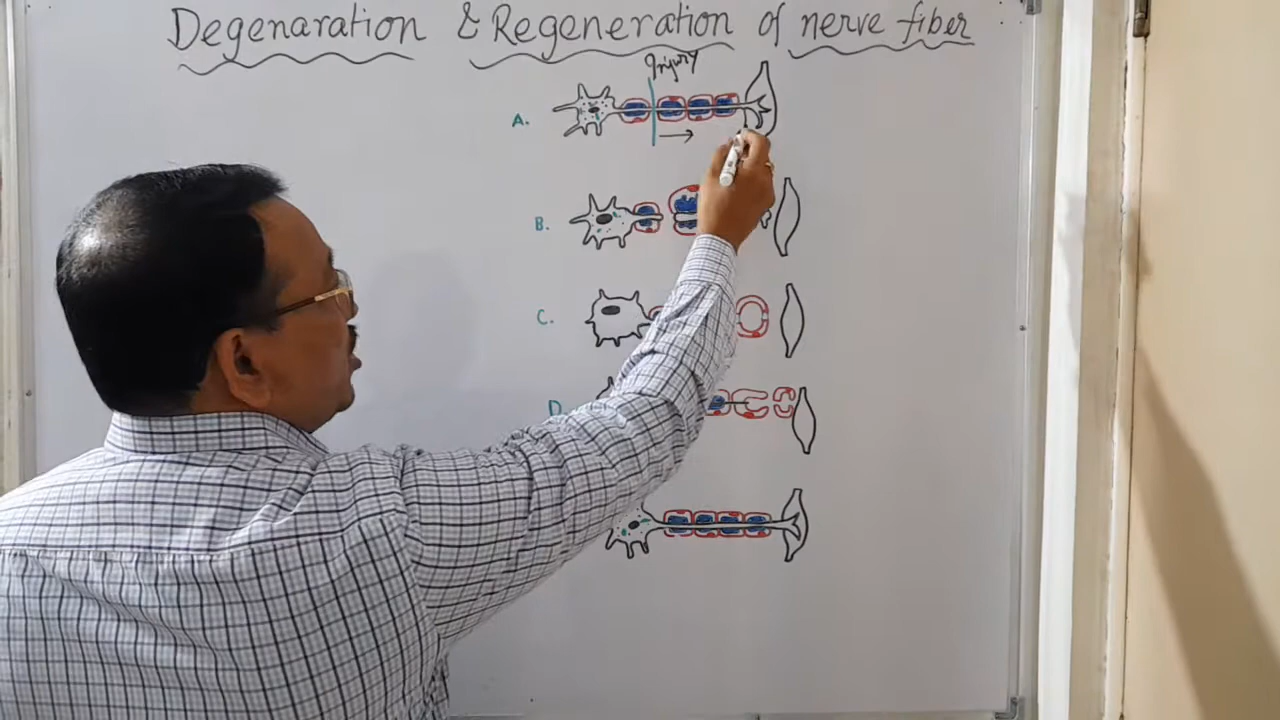 Degenaration & Regeneration of nerve fiber
Injury
A.
B.
C.
D.